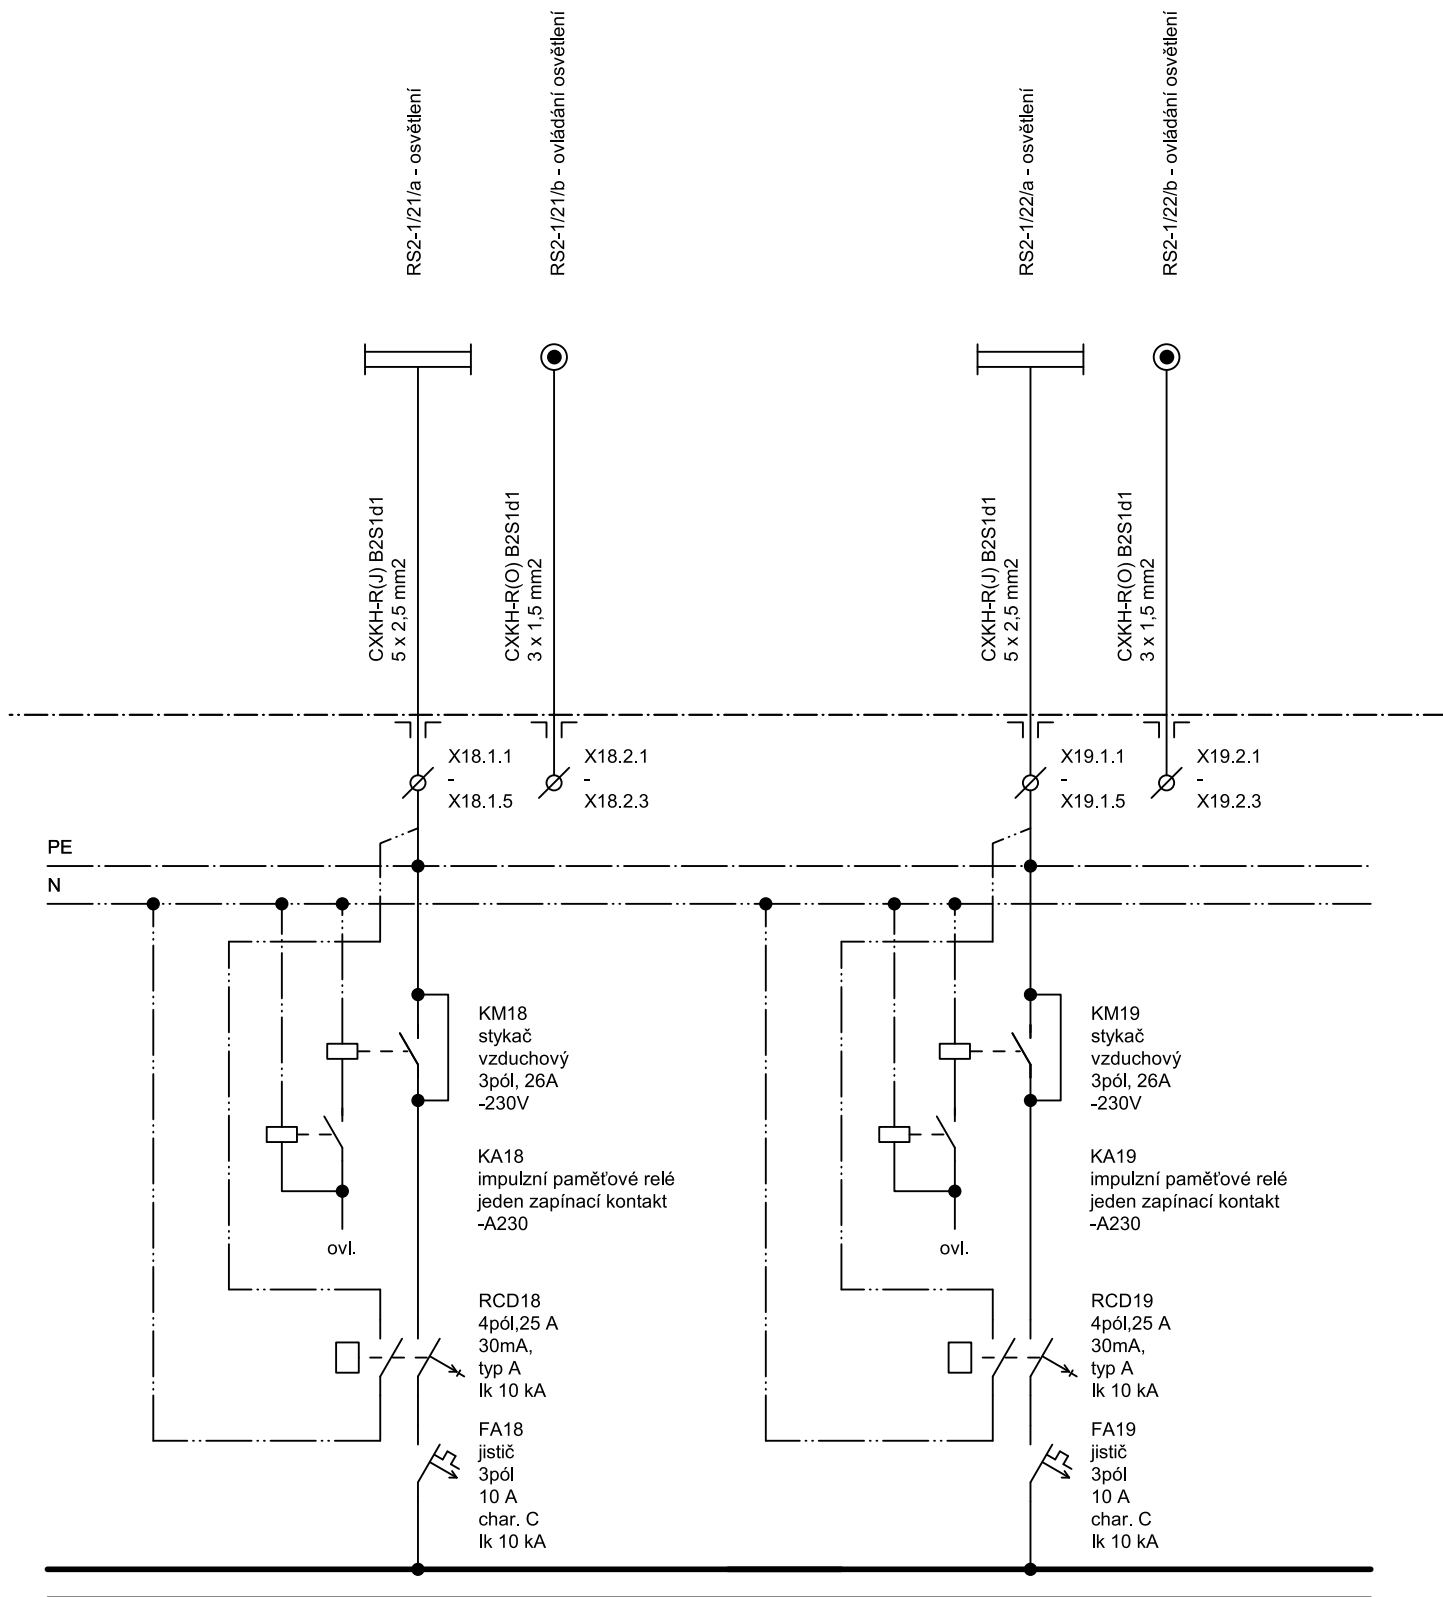 RS2-1/21/a - osvětlení
RS2-1/21/b - ovládání osvětlení
RS2-1/22/a - osvětlení
RS2-1/22/b - ovládání osvětlení
CXKH-R(J) B2S1d1
5 x 2,5 mm2
CXKH-R(O) B2S1d1
3 x 1,5 mm2
CXKH-R(J) B2S1d1
5 x 2,5 mm2
CXKH-R(O) B2S1d1
3 x 1,5 mm2
X18.1.1
-
X18.1.5
X18.2.1
-
X18.2.3
X19.1.1
-
X19.1.5
X19.2.1
-
X19.2.3
PE
N
KM18
stykač
vzduchový
3pól, 26A
-230V
KA18
impulzní paměťové relé
jeden zapínací kontakt
-A230
ovl.
RCD18
4pól,25 A
30mA,
typ A
Ik 10 kA
FA18
jistič
3pól
10 A
char. C
Ik 10 kA
KM19
stykač
vzduchový
3pól, 26A
-230V
KA19
impulzní paměťové relé
jeden zapínací kontakt
-A230
ovl.
RCD19
4pól,25 A
30mA,
typ A
Ik 10 kA
FA19
jistič
3pól
10 A
char. C
Ik 10 kA